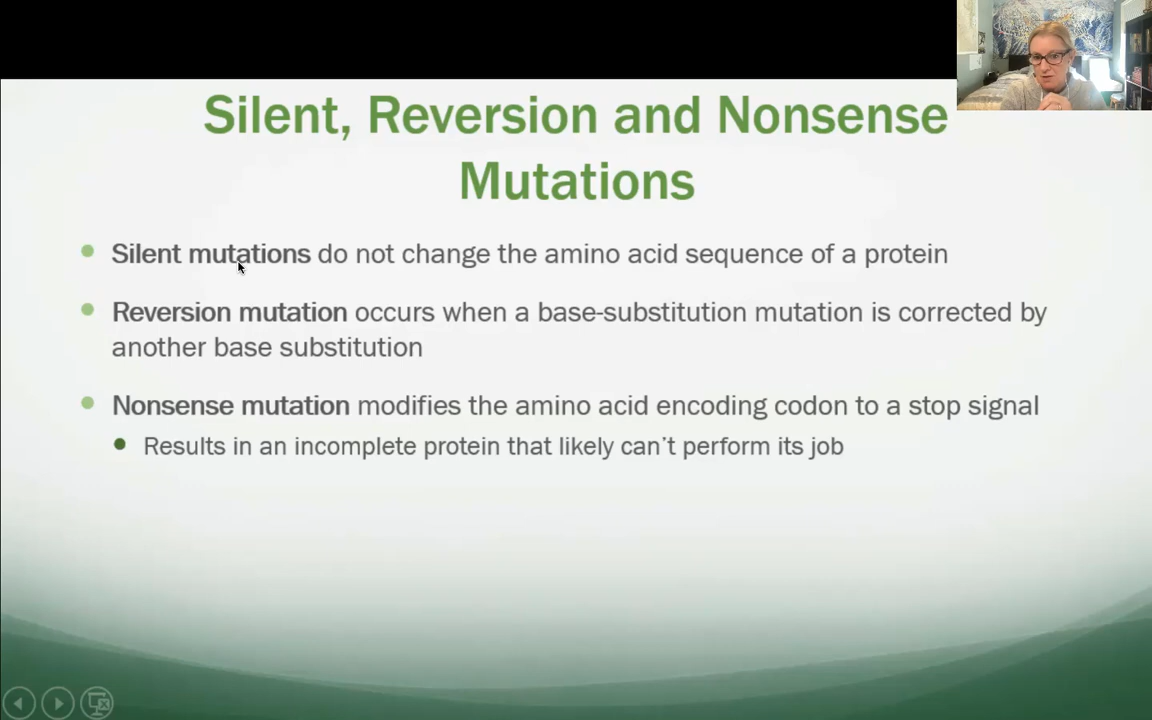 Silent, Reversion and Nonsense
Mutations
Silent mutations do not change the amino acid sequence of a protein
Reversion mutation occurs when a base-substitution mutation is corrected by
another base substitution
Nonsense mutation modifies the amino acid encoding codon to a stop signal
Results in an incomplete protein that likely can't perform its job